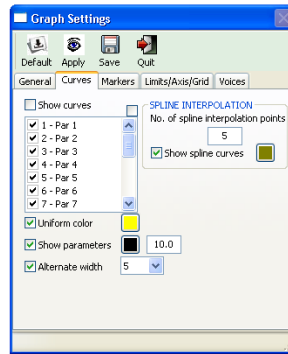 Graph Settings
Default Apply Save Quit
General Curves Markers Limits/Axis/Grid Voices
Show curves
1 - Par 1
2 - Par 2
3 - Par 3
4 - Par 4
5 - Par 5
6 - Par 6
7 - Par 7
Uniform color
Show parameters 10.0
Alternate width 5
SPLINE INTERPOLATION
No. of spline interpolation points
5
Show spline curves